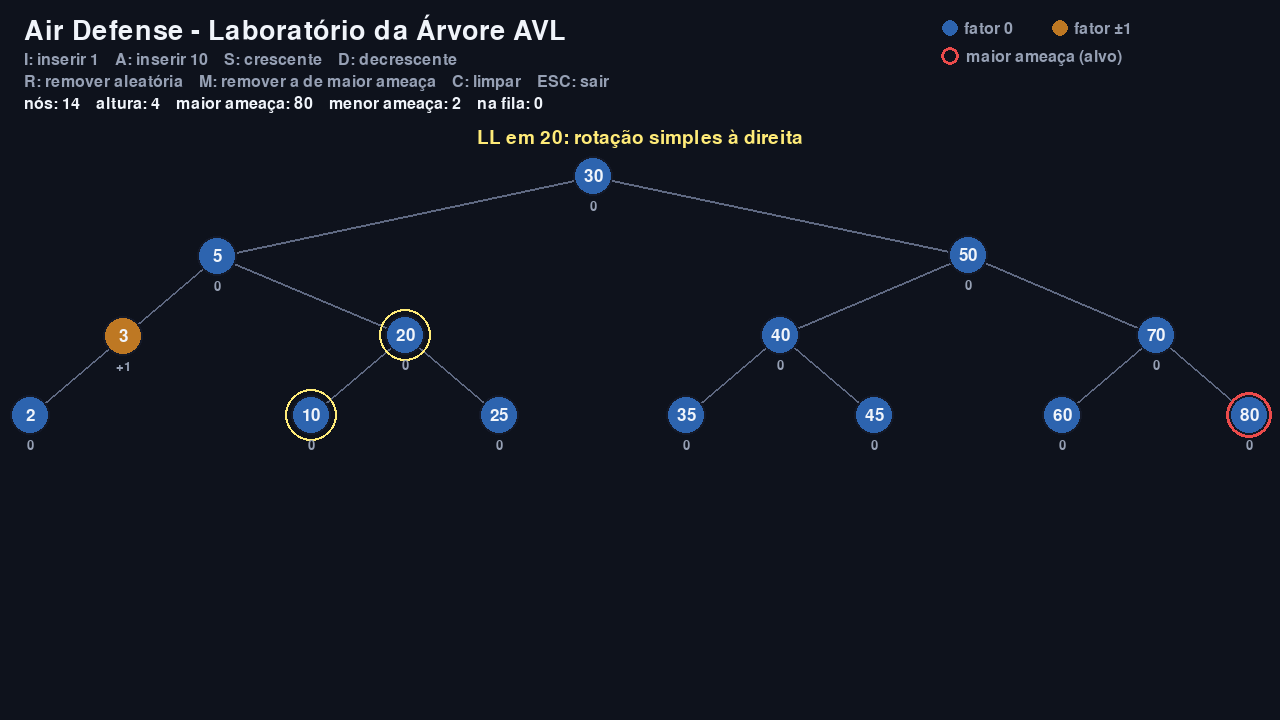 Air Defense - Laboratório da Árvore AVL
fator 0 fator ±1
I: inserir 1 A: inserir 10 S: crescente D: decrescente
maior ameaça (alvo)
R: remover aleatória M: remover a de maior ameaça C: limpar ESC: sair
nós: 14 altura: 4 maior ameaça: 80 menor ameaça: 2 na fila: 0
LL em 20: rotação simples à direita
30
0
5 50
0 0
3 20 40 70
+1 0 0 0
2 10 25 35 45 60 80
0 0 0 0 0 0 0